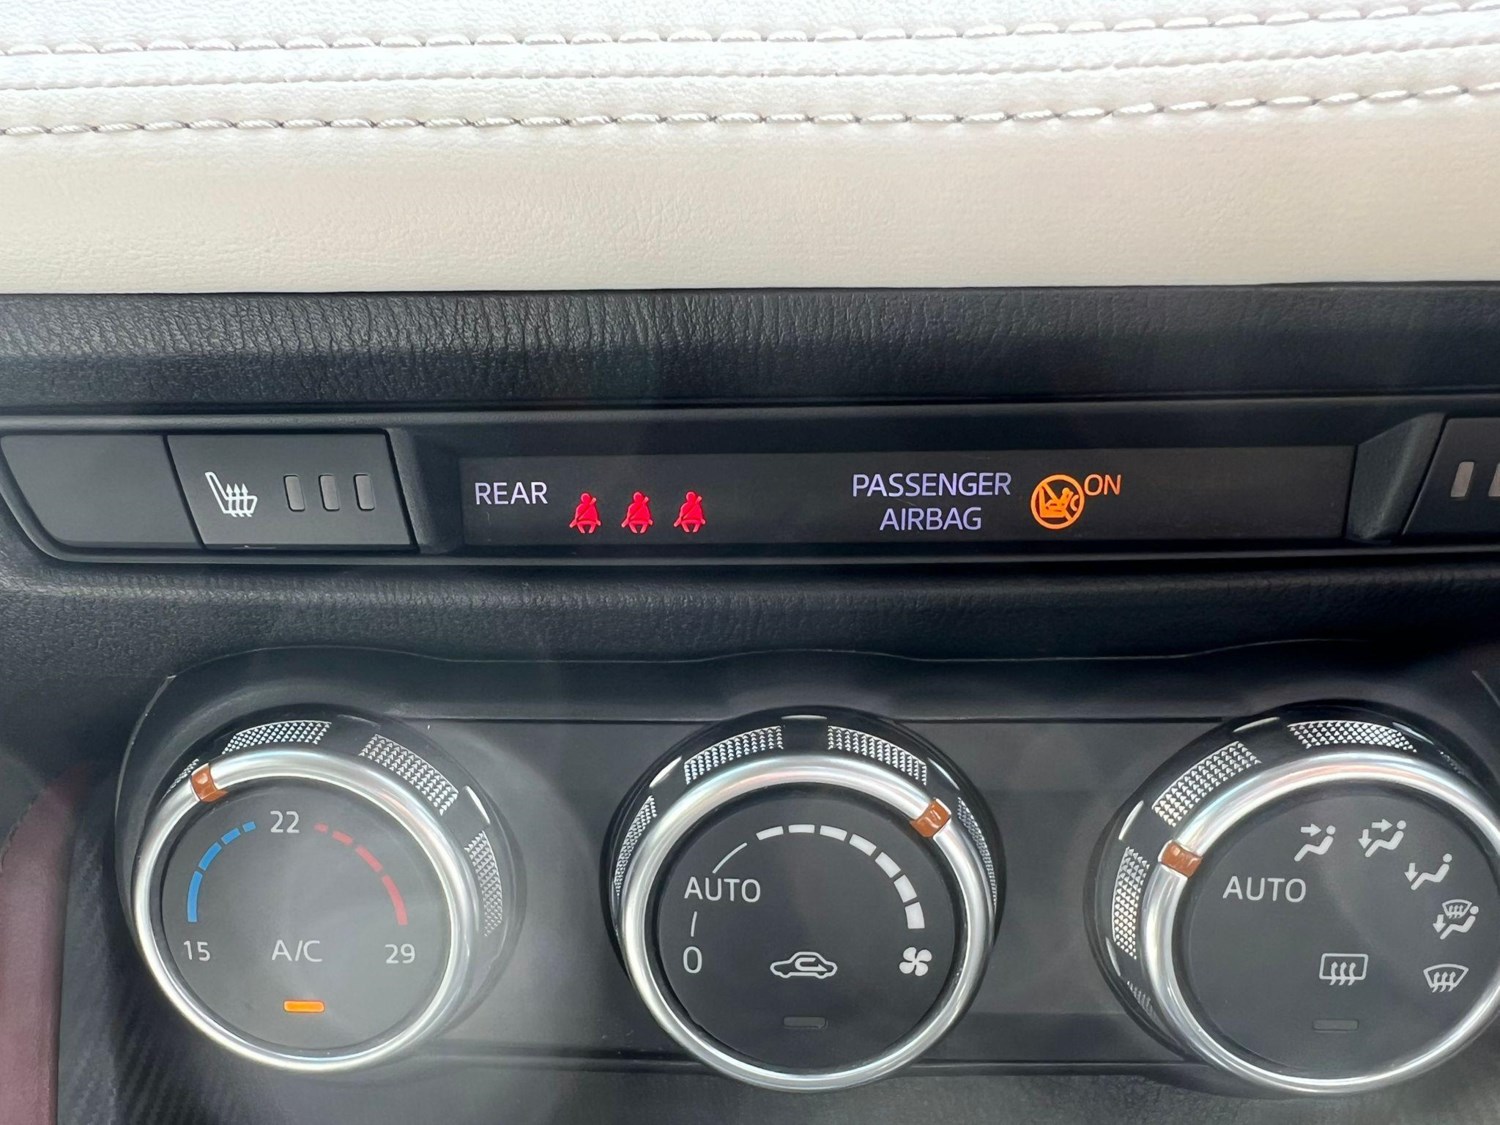 REAR
PASSENGER ON
AIRBAG
22
15 A/C 29
AUTO
0
AUTO